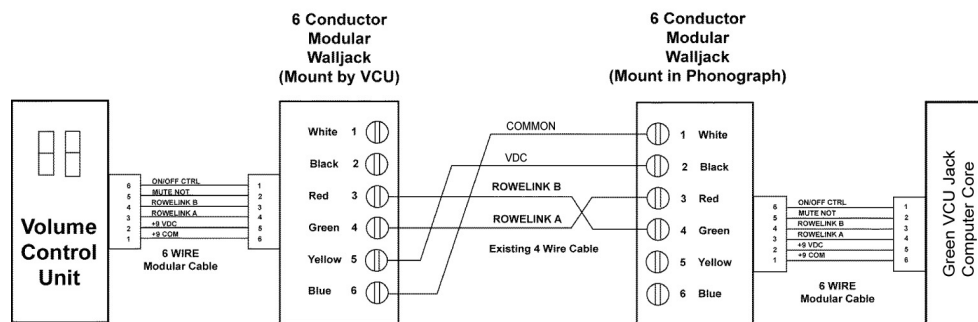 6 Conductor
Modular
Walljack
(Mount by VCU)
6 Conductor
Modular
Walljack
(Mount in Phonograph)
Volume
Control
Unit
6 ON/OFF CTRL 1
5 MUTE NOT 2
4 ROWELINK B 3
3 ROWELINK A 4
2 +9 VDC 5
1 +9 COM 6
6 WIRE
Modular Cable
White 1
Black 2
Red 3
Green 4
Yellow 5
Blue 6
COMMON
VDC
ROWELINK B
ROWELINK A
Existing 4 Wire Cable
1 White
2 Black
3 Red
4 Green
5 Yellow
6 Blue
6 ON/OFF CTRL 1
5 MUTE NOT 2
4 ROWELINK B 3
3 ROWELINK A 4
2 +9 VDC 5
1 +9 COM 6
6 WIRE
Modular Cable
Green VCU Jack
Computer Core